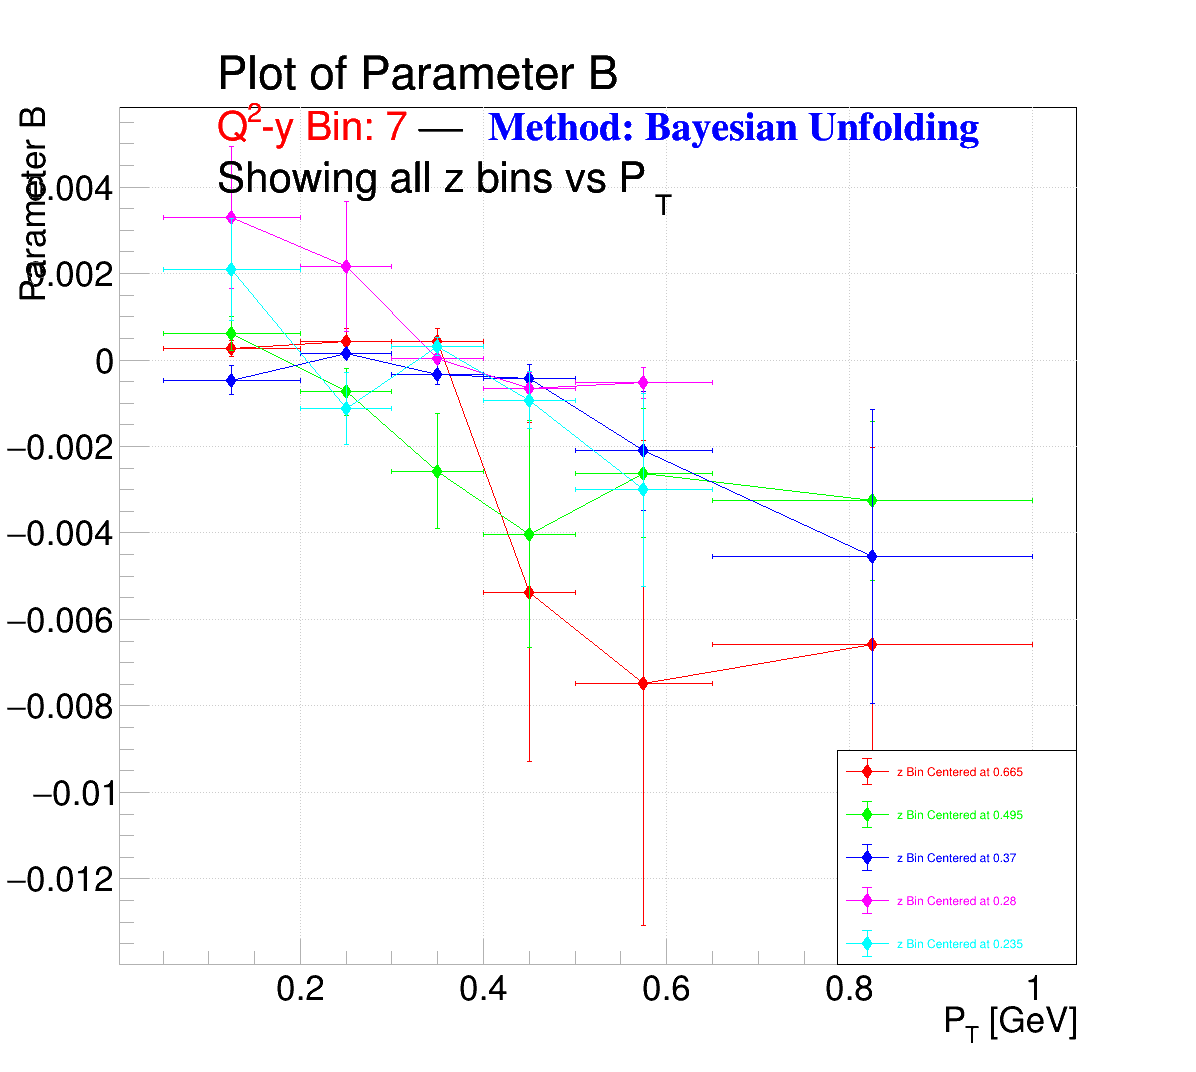 Plot of Parameter B
Q²-y Bin: 7 — Method: Bayesian Unfolding
Showing all z bins vs P_T
Parameter B
0.004
0.002
0
−0.002
−0.004
−0.006
−0.008
−0.01
−0.012
z Bin Centered at 0.665
z Bin Centered at 0.495
z Bin Centered at 0.37
z Bin Centered at 0.28
z Bin Centered at 0.235
0.2 0.4 0.6 0.8 1
P_T [GeV]